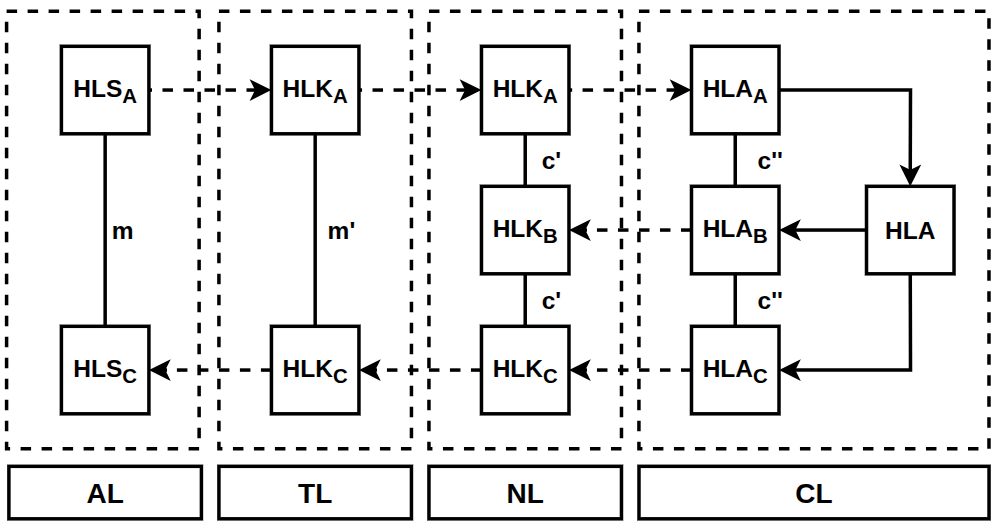 HLSA HLKA HLKA HLAA
c' c''
m m' HLKB HLAB HLA
c' c''
HLSC HLKC HLKC HLAC
AL TL NL CL